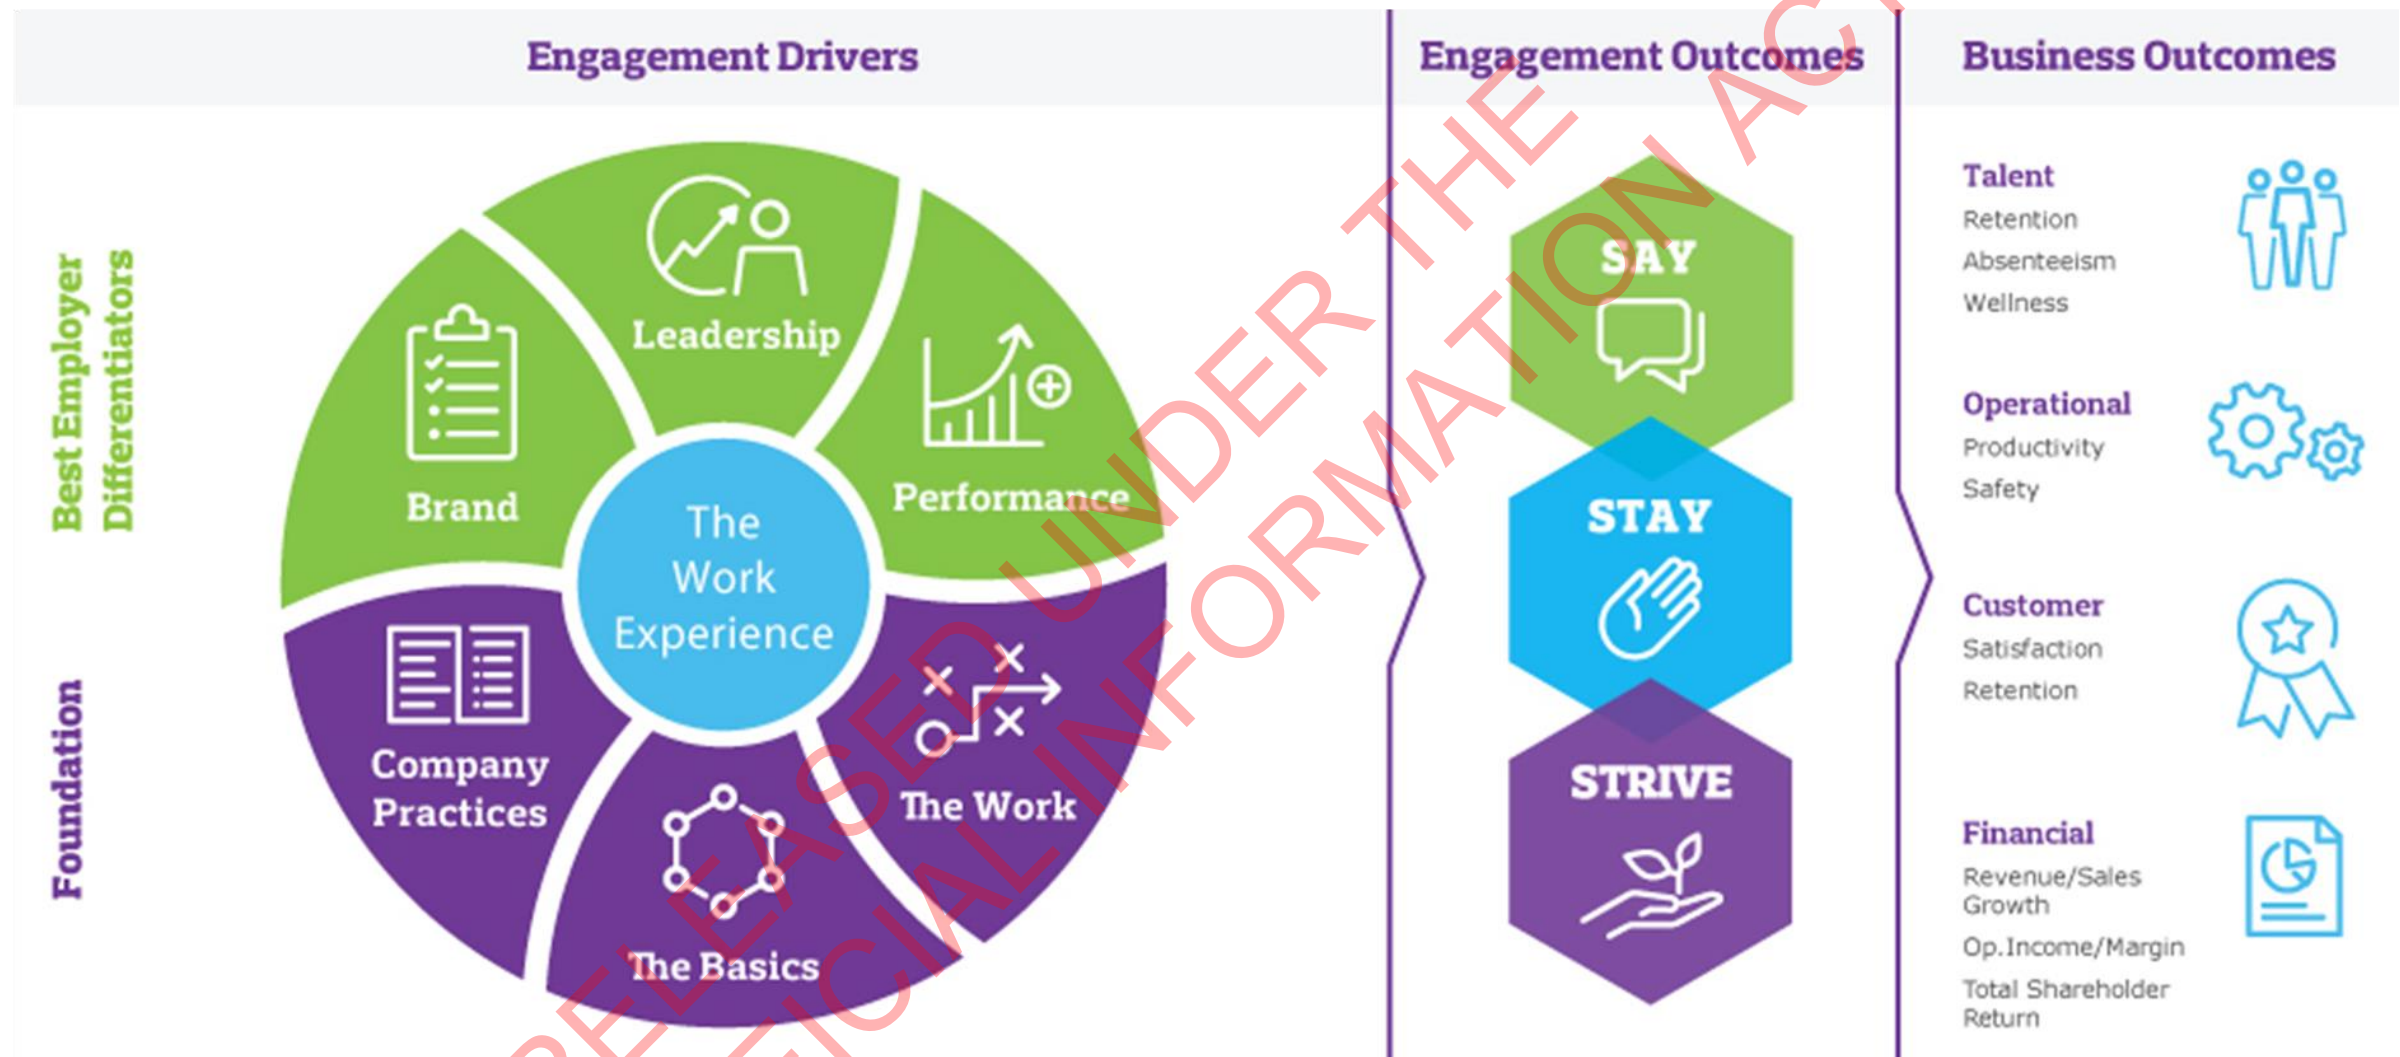 Engagement Drivers
Engagement Outcomes
Business Outcomes
Best Employer
Differentiators
Foundation
Leadership
Brand
Performance
The
Work
Experience
Company
Practices
The Work
The Basics
SAY
STAY
STRIVE
Talent
Retention
Absenteeism
Wellness
Operational
Productivity
Safety
Customer
Satisfaction
Retention
Financial
Revenue/Sales
Growth
Op.Income/Margin
Total Shareholder
Return
RELEASED UNDER THE
INFORMATION ACT